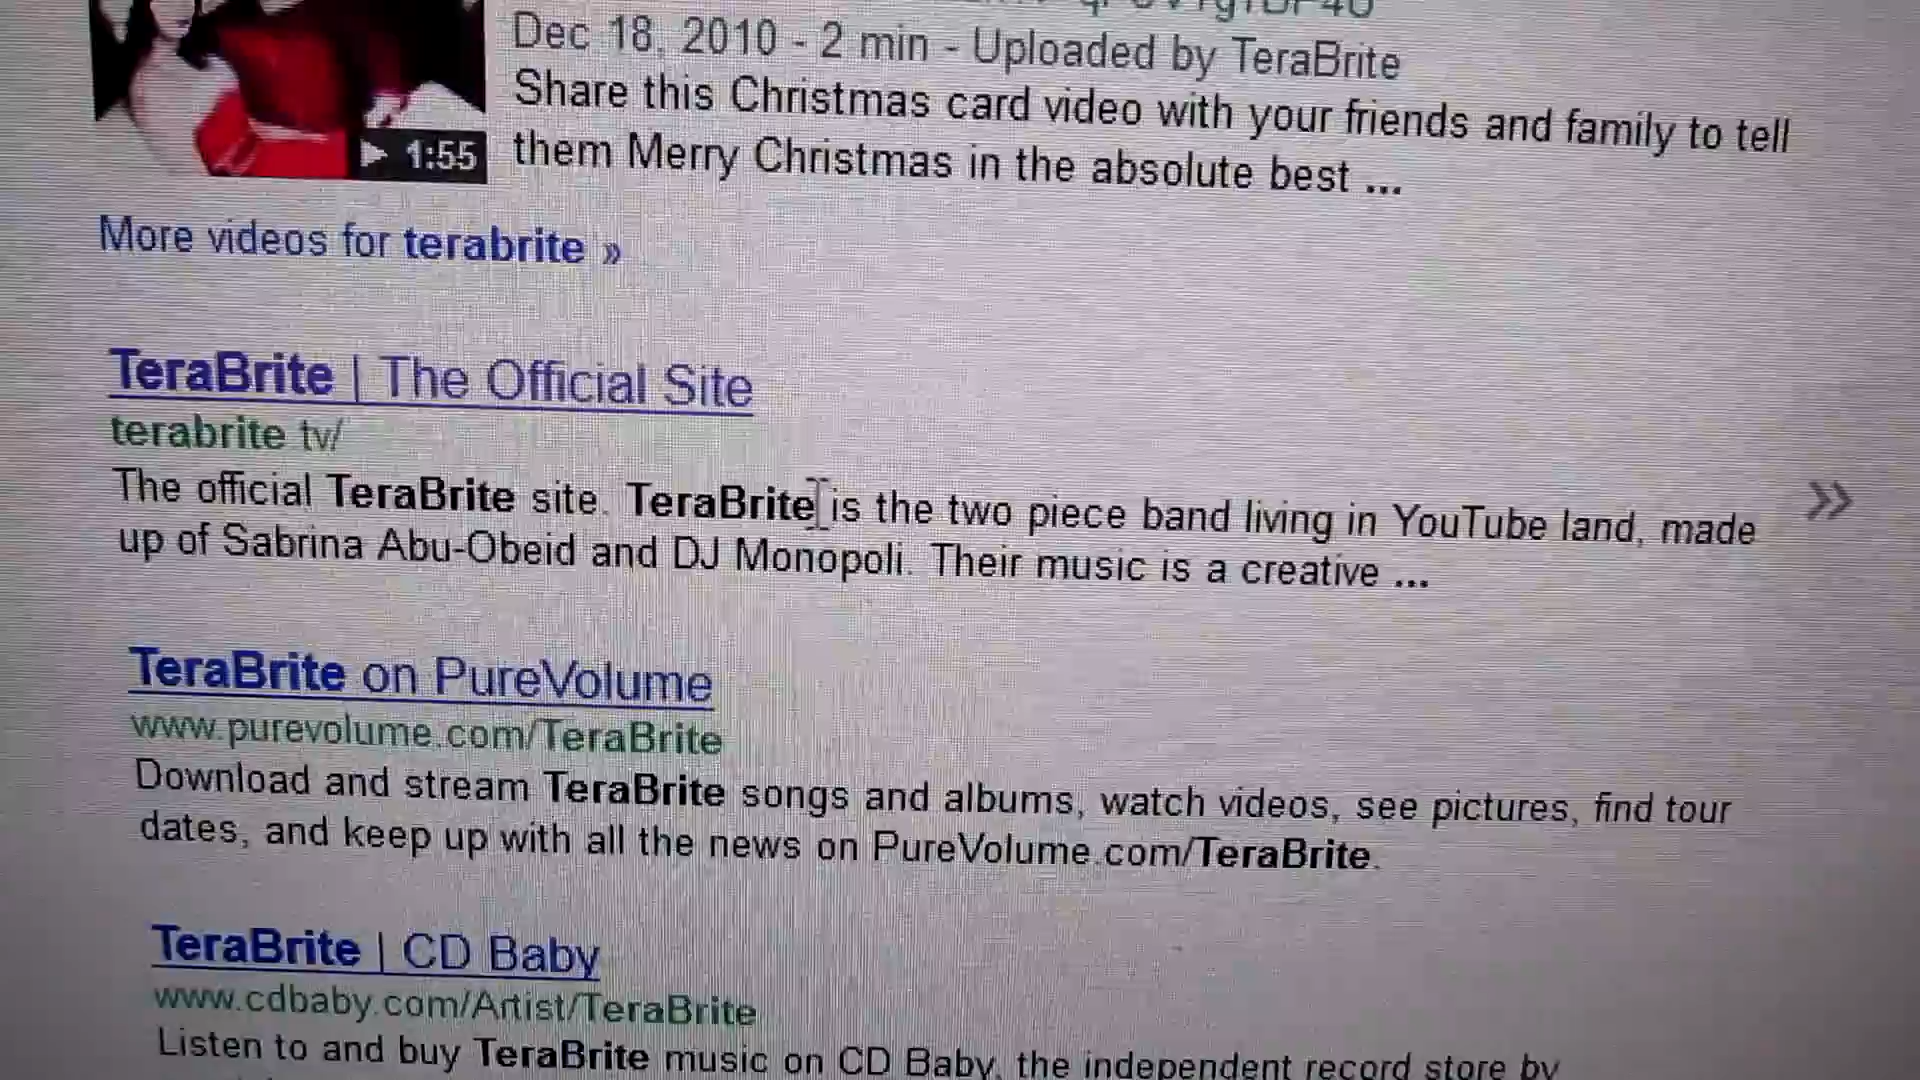 Dec 18, 2010 - 2 min - Uploaded by TeraBrite
Share this Christmas card video with your friends and family to tell
them Merry Christmas in the absolute best ...
1:55
More videos for terabrite »
TeraBrite | The Official Site
terabrite.tv/
The official TeraBrite site. TeraBrite is the two piece band living in YouTube land, made
up of Sabrina Abu-Obeid and DJ Monopoli. Their music is a creative ...
TeraBrite on PureVolume
www.purevolume.com/TeraBrite
Download and stream TeraBrite songs and albums, watch videos, see pictures, find tour
dates, and keep up with all the news on PureVolume.com/TeraBrite.
TeraBrite | CD Baby
www.cdbaby.com/Artist/TeraBrite
Listen to and buy TeraBrite music on CD Baby, the independent record store by